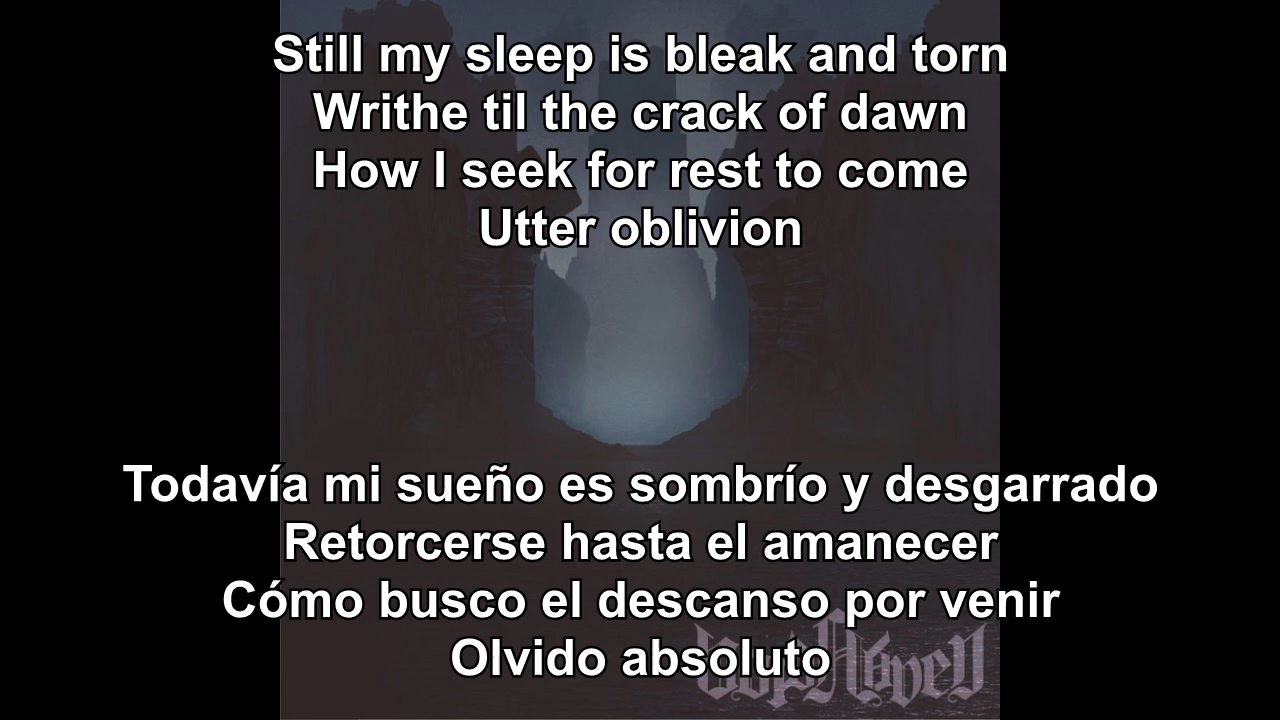 Still my sleep is bleak and torn
Writhe til the crack of dawn
How I seek for rest to come
Utter oblivion
Todavía mi sueño es sombrío y desgarrado
Retorcerse hasta el amanecer
Cómo busco el descanso por venir
Olvido absoluto